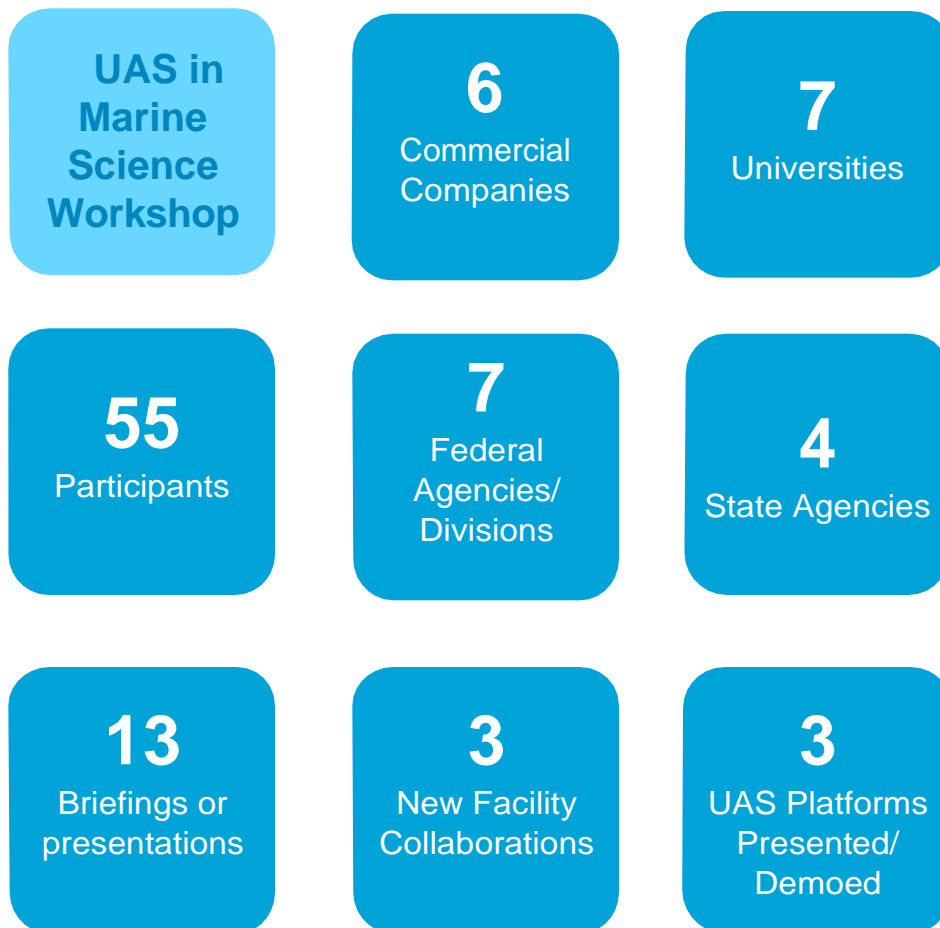 UAS in
Marine
Science
Workshop
6
Commercial
Companies
7
Universities
55
Participants
7
Federal
Agencies/
Divisions
4
State Agencies
13
Briefings or
presentations
3
New Facility
Collaborations
3
UAS Platforms
Presented/
Demoed